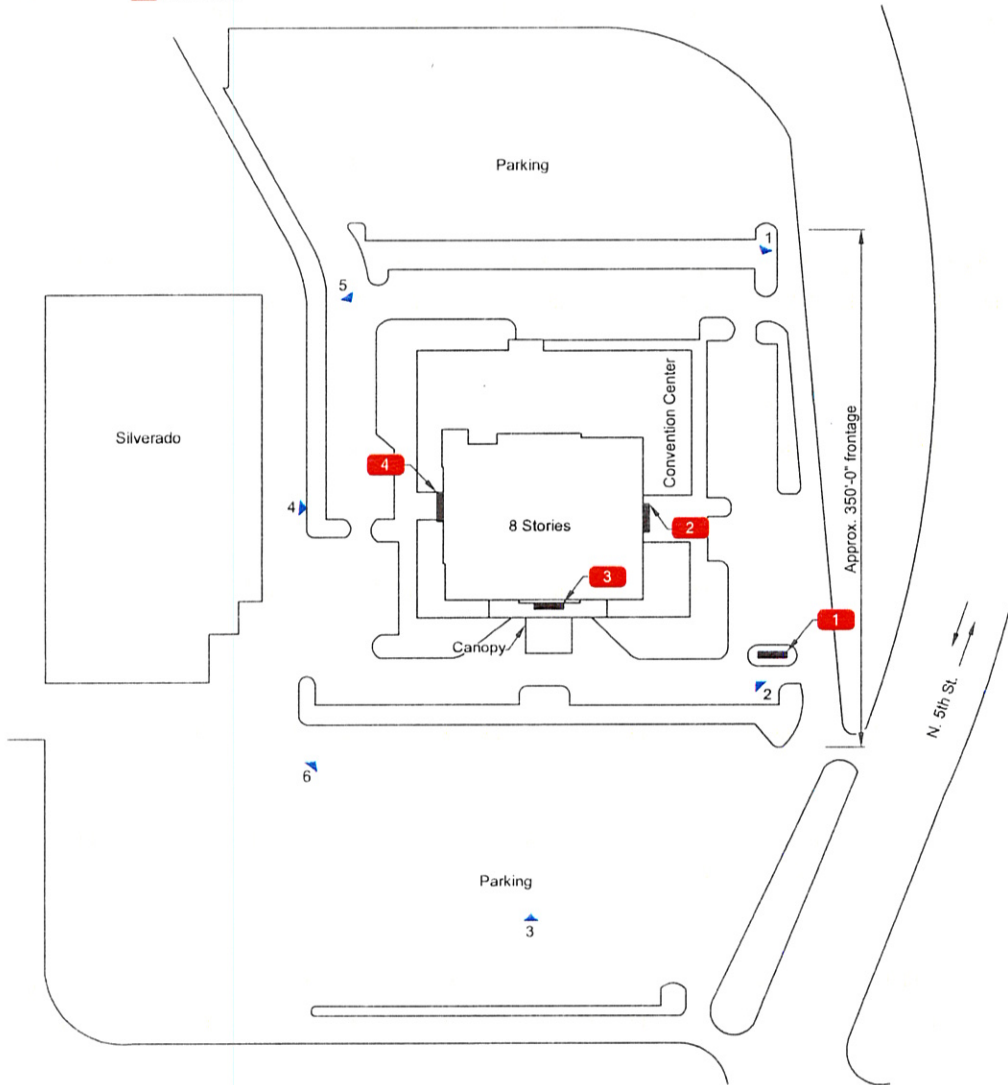 Parking
1
5
Convention Center
Silverado
Approx. 350'-0" frontage
4
4
8 Stories
2
3
1
Canopy
2
N. 5th St.
6
Parking
3